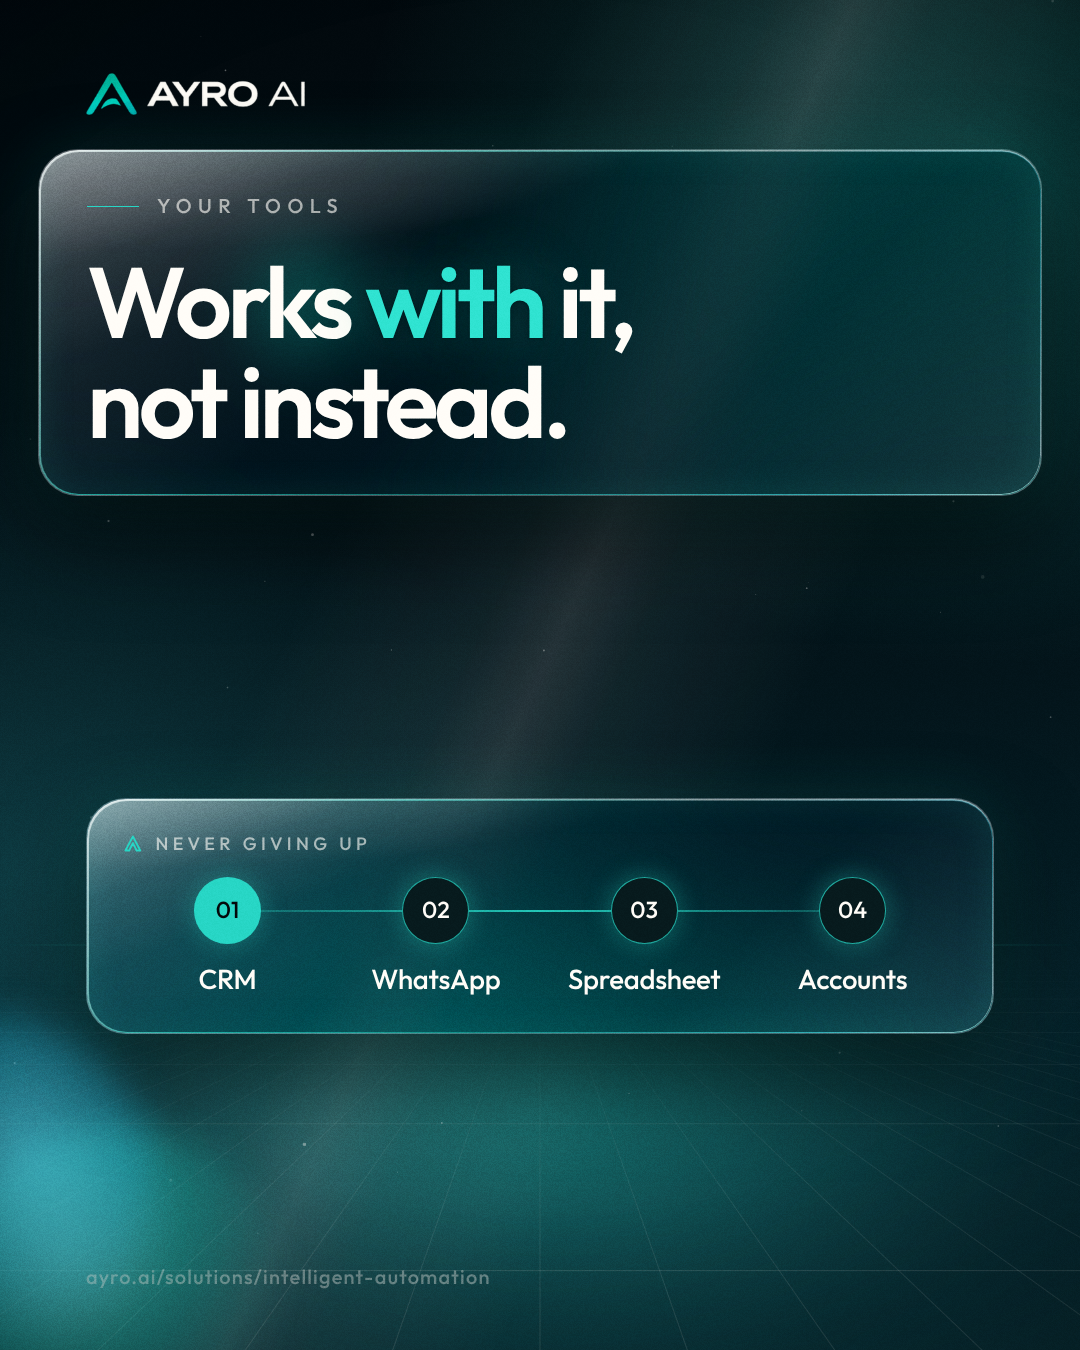 AYRO AI
YOUR TOOLS
Works with it,
not instead.
NEVER GIVING UP
01 02 03 04
CRM WhatsApp Spreadsheet Accounts
ayro.ai/solutions/intelligent-automation